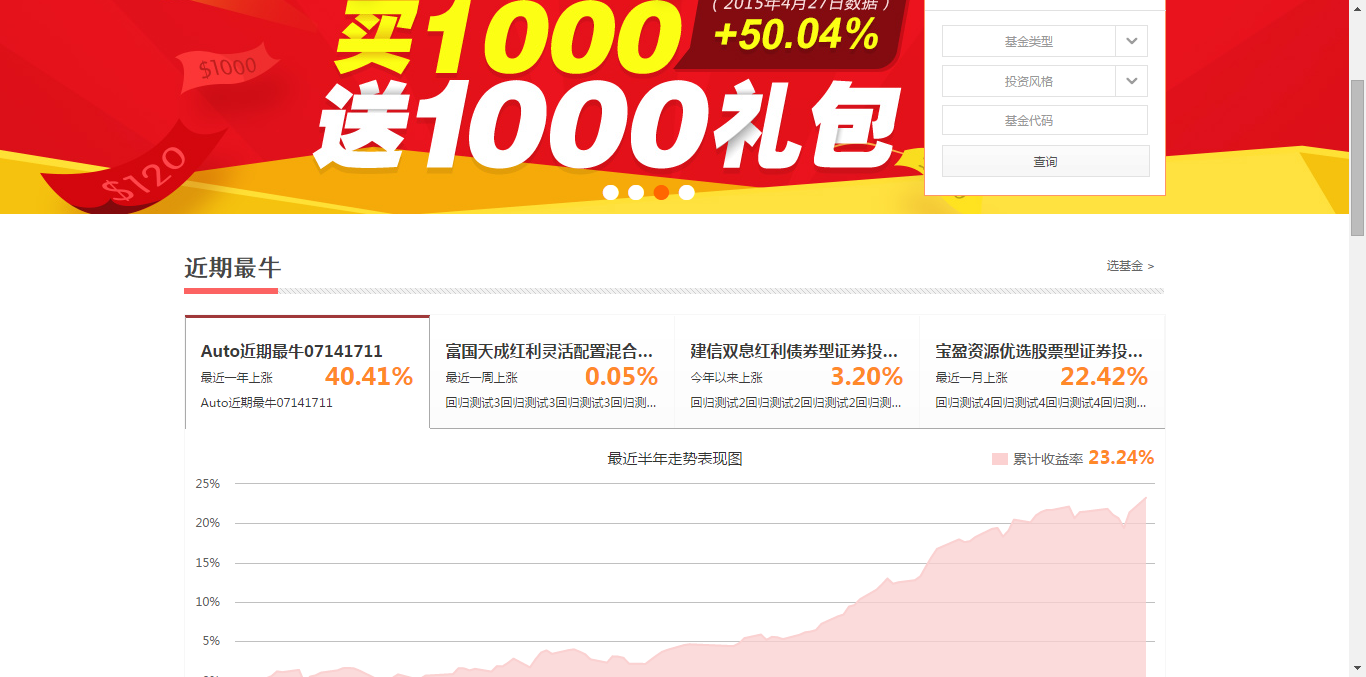 买1000
(2015年4月27日数据)
+50.04%
$1000
送1000礼包
$120
基金类型
投资风格
基金代码
查询
近期最牛
选基金 >
Auto近期最牛07141711
最近一年上涨
40.41%
Auto近期最牛07141711
富国天成红利灵活配置混合...
最近一周上涨
0.05%
回归测试3回归测试3回归测试3回归测...
建信双息红利债券型证券投...
今年以来上涨
3.20%
回归测试2回归测试2回归测试2回归测...
宝盈资源优选股票型证券投...
最近一月上涨
22.42%
回归测试4回归测试4回归测试4回归测...
最近半年走势表现图
累计收益率 23.24%
25%
20%
15%
10%
5%